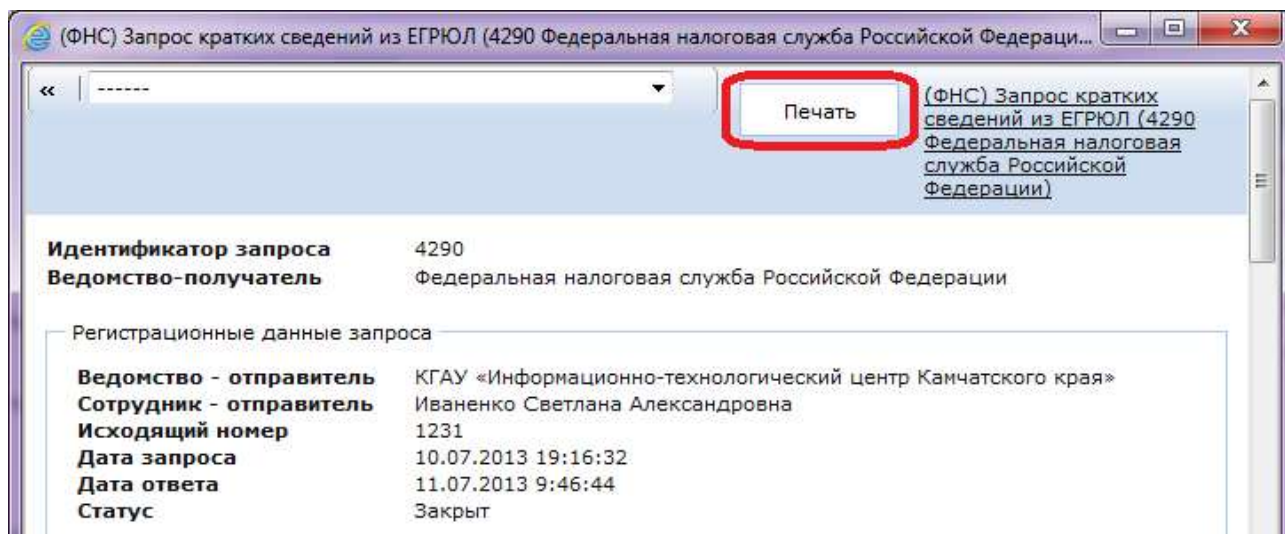 (ФНС) Запрос кратких сведений из ЕГРЮЛ (4290 Федеральная налоговая служба Российской Федераци...
« | ------
Печать
(ФНС) Запрос кратких
сведений из ЕГРЮЛ (4290
Федеральная налоговая
служба Российской
Федерации)
Идентификатор запроса 4290
Ведомство-получатель Федеральная налоговая служба Российской Федерации
Регистрационные данные запроса
Ведомство - отправитель КГАУ «Информационно-технологический центр Камчатского края»
Сотрудник - отправитель Иваненко Светлана Александровна
Исходящий номер 1231
Дата запроса 10.07.2013 19:16:32
Дата ответа 11.07.2013 9:46:44
Статус Закрыт